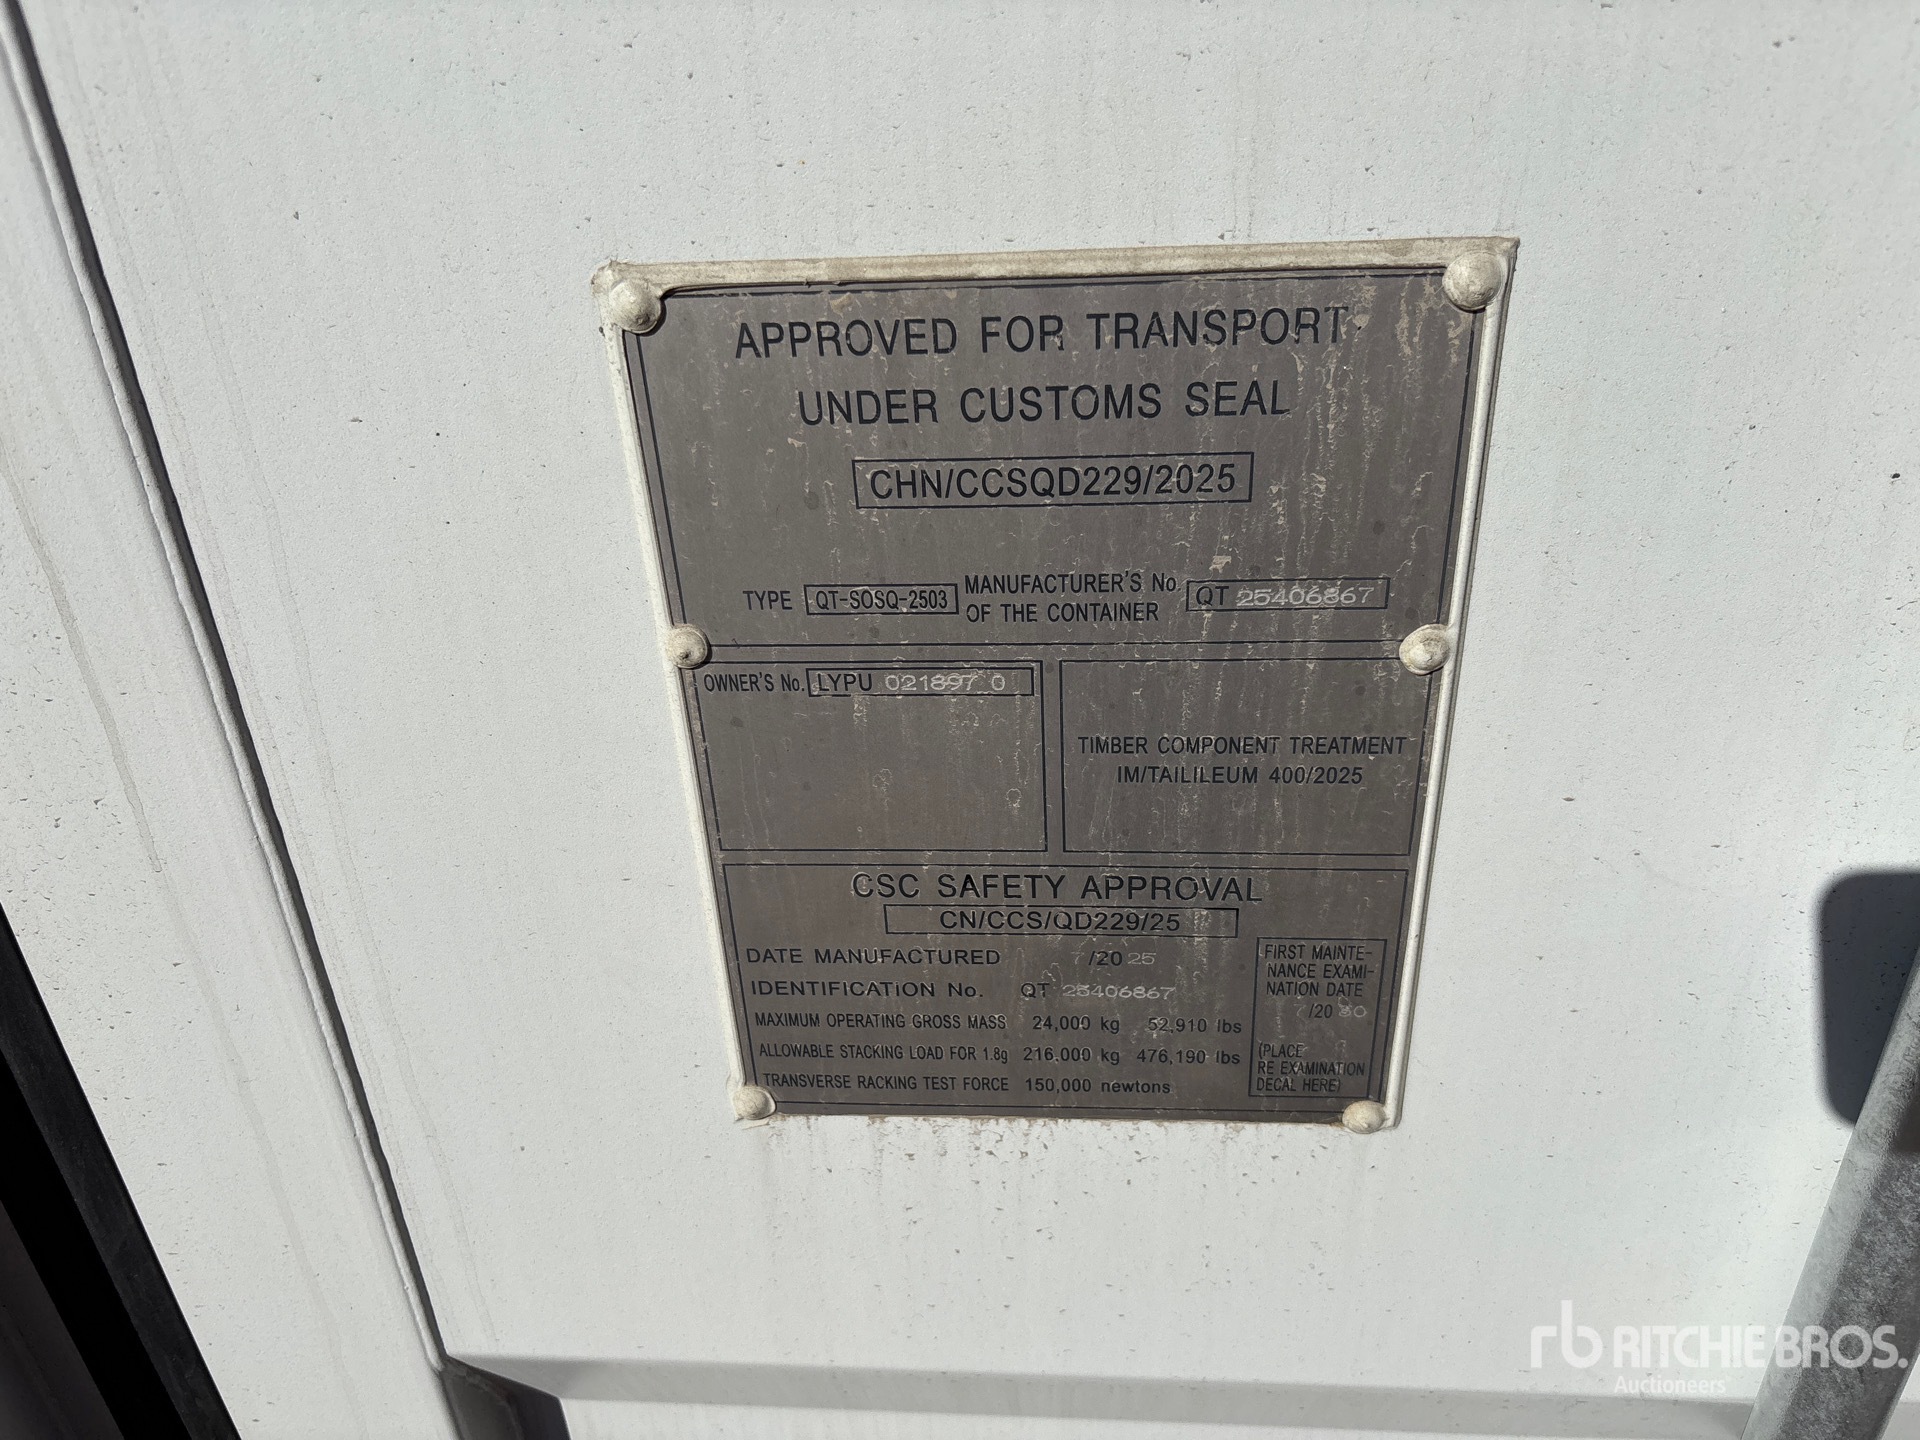 APPROVED FOR TRANSPORT
UNDER CUSTOMS SEAL
CHN/CCSQD229/2025
TYPE QT-SOSQ-2503 MANUFACTURER'S No. OF THE CONTAINER QT 25406867
OWNER'S No. LYPU 021897 0
TIMBER COMPONENT TREATMENT
IM/TAILILEUM 400/2025
CSC SAFETY APPROVAL
CN/CCS/QD229/25
DATE MANUFACTURED 7/2025
IDENTIFICATION No. QT 25406867
MAXIMUM OPERATING GROSS MASS 24,000 kg 52,910 lbs
ALLOWABLE STACKING LOAD FOR 1.8g 216,000 kg 476,190 lbs
TRANSVERSE RACKING TEST FORCE 150,000 newtons
FIRST MAINTE-
NANCE EXAMI-
NATION DATE
/2030
(PLACE
RE EXAMINATION
DECAL HERE)
rb RITCHIE BROS.
Auctioneers